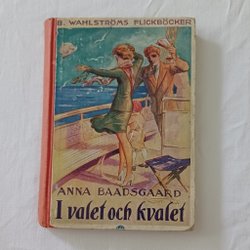 B. WAHLSTRÖMS FLICKBÖCKER
ANNA BAADSGAARD
I valet och kvalet